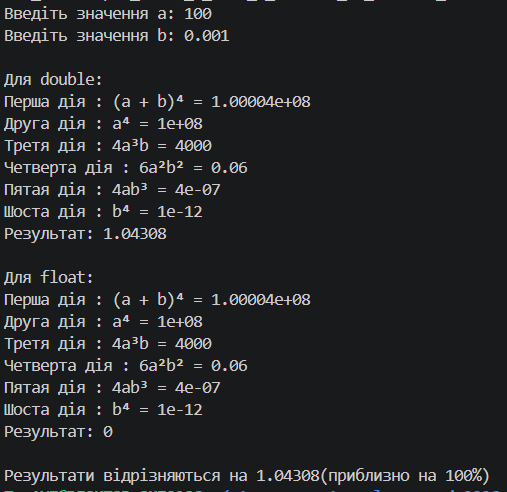 Введіть значення a: 100
Введіть значення b: 0.001
Для double:
Перша дія : (a + b)⁴ = 1.00004e+08
Друга дія : a⁴ = 1e+08
Третя дія : 4a³b = 4000
Четверта дія : 6a²b² = 0.06
Пятая дія : 4ab³ = 4e-07
Шоста дія : b⁴ = 1e-12
Результат: 1.04308
Для float:
Перша дія : (a + b)⁴ = 1.00004e+08
Друга дія : a⁴ = 1e+08
Третя дія : 4a³b = 4000
Четверта дія : 6a²b² = 0.06
Пятая дія : 4ab³ = 4e-07
Шоста дія : b⁴ = 1e-12
Результат: 0
Результати відрізняються на 1.04308(приблизно на 100%)